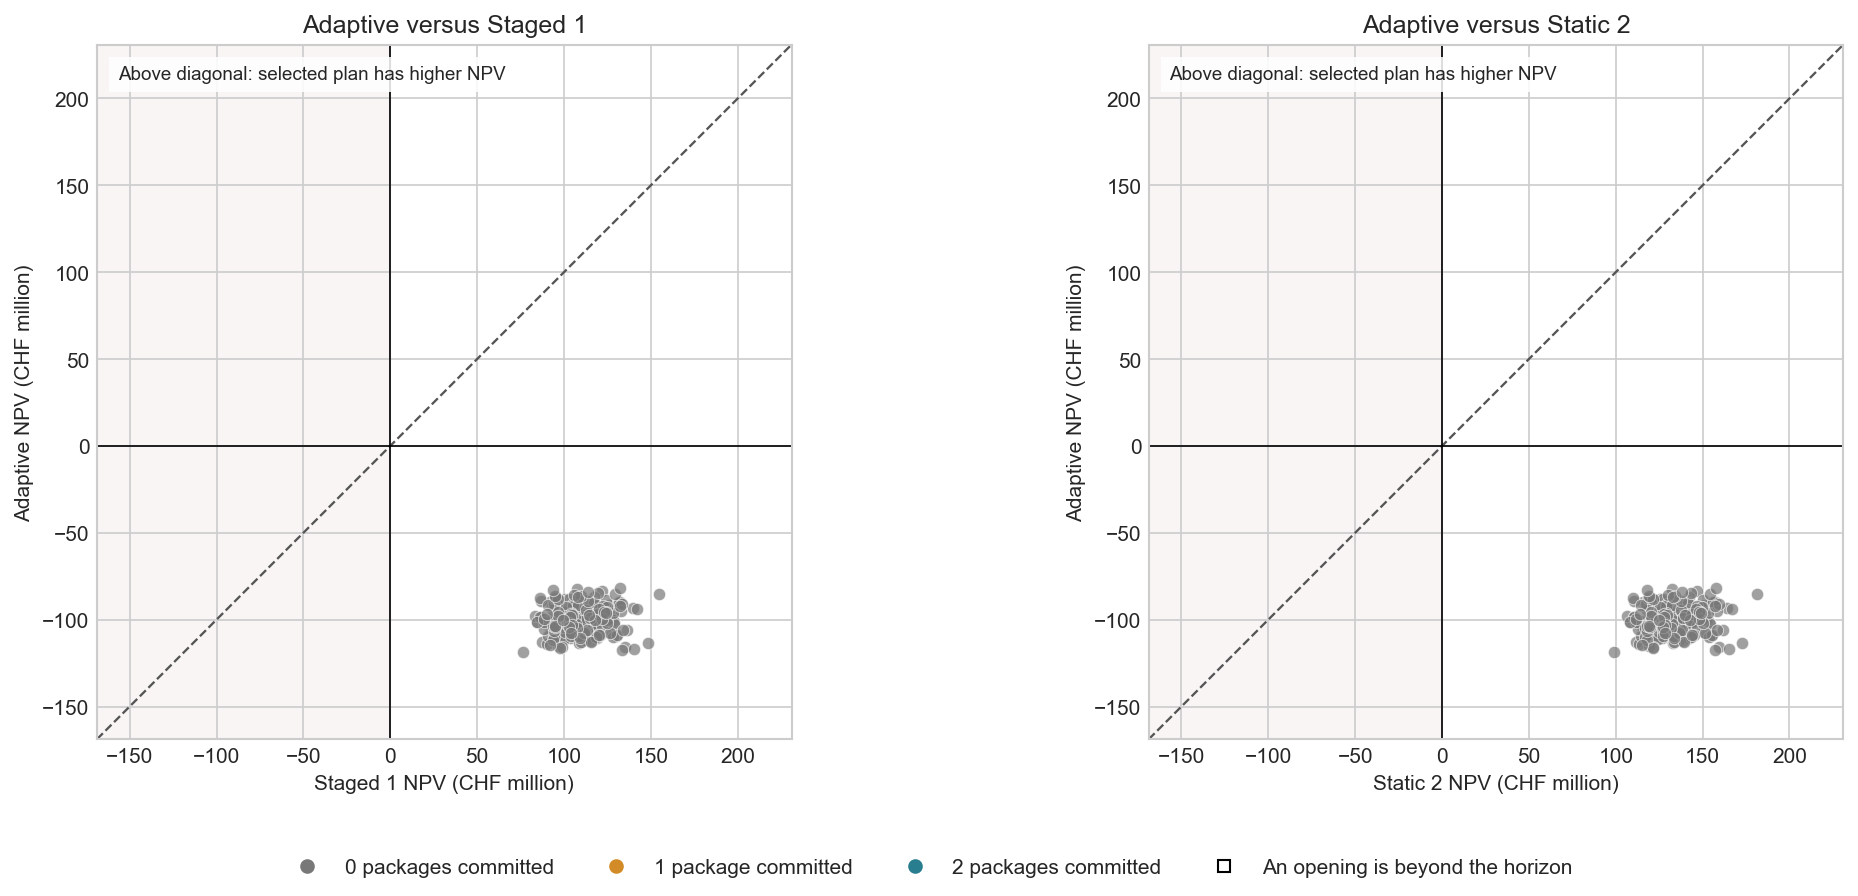 Adaptive versus Staged 1
Above diagonal: selected plan has higher NPV
200
150
100
50
0
−50
−100
−150
Adaptive NPV (CHF million)
−150 −100 −50 0 50 100 150 200
Staged 1 NPV (CHF million)
Adaptive versus Static 2
Above diagonal: selected plan has higher NPV
200
150
100
50
0
−50
−100
−150
Adaptive NPV (CHF million)
−150 −100 −50 0 50 100 150 200
Static 2 NPV (CHF million)
0 packages committed 1 package committed 2 packages committed An opening is beyond the horizon